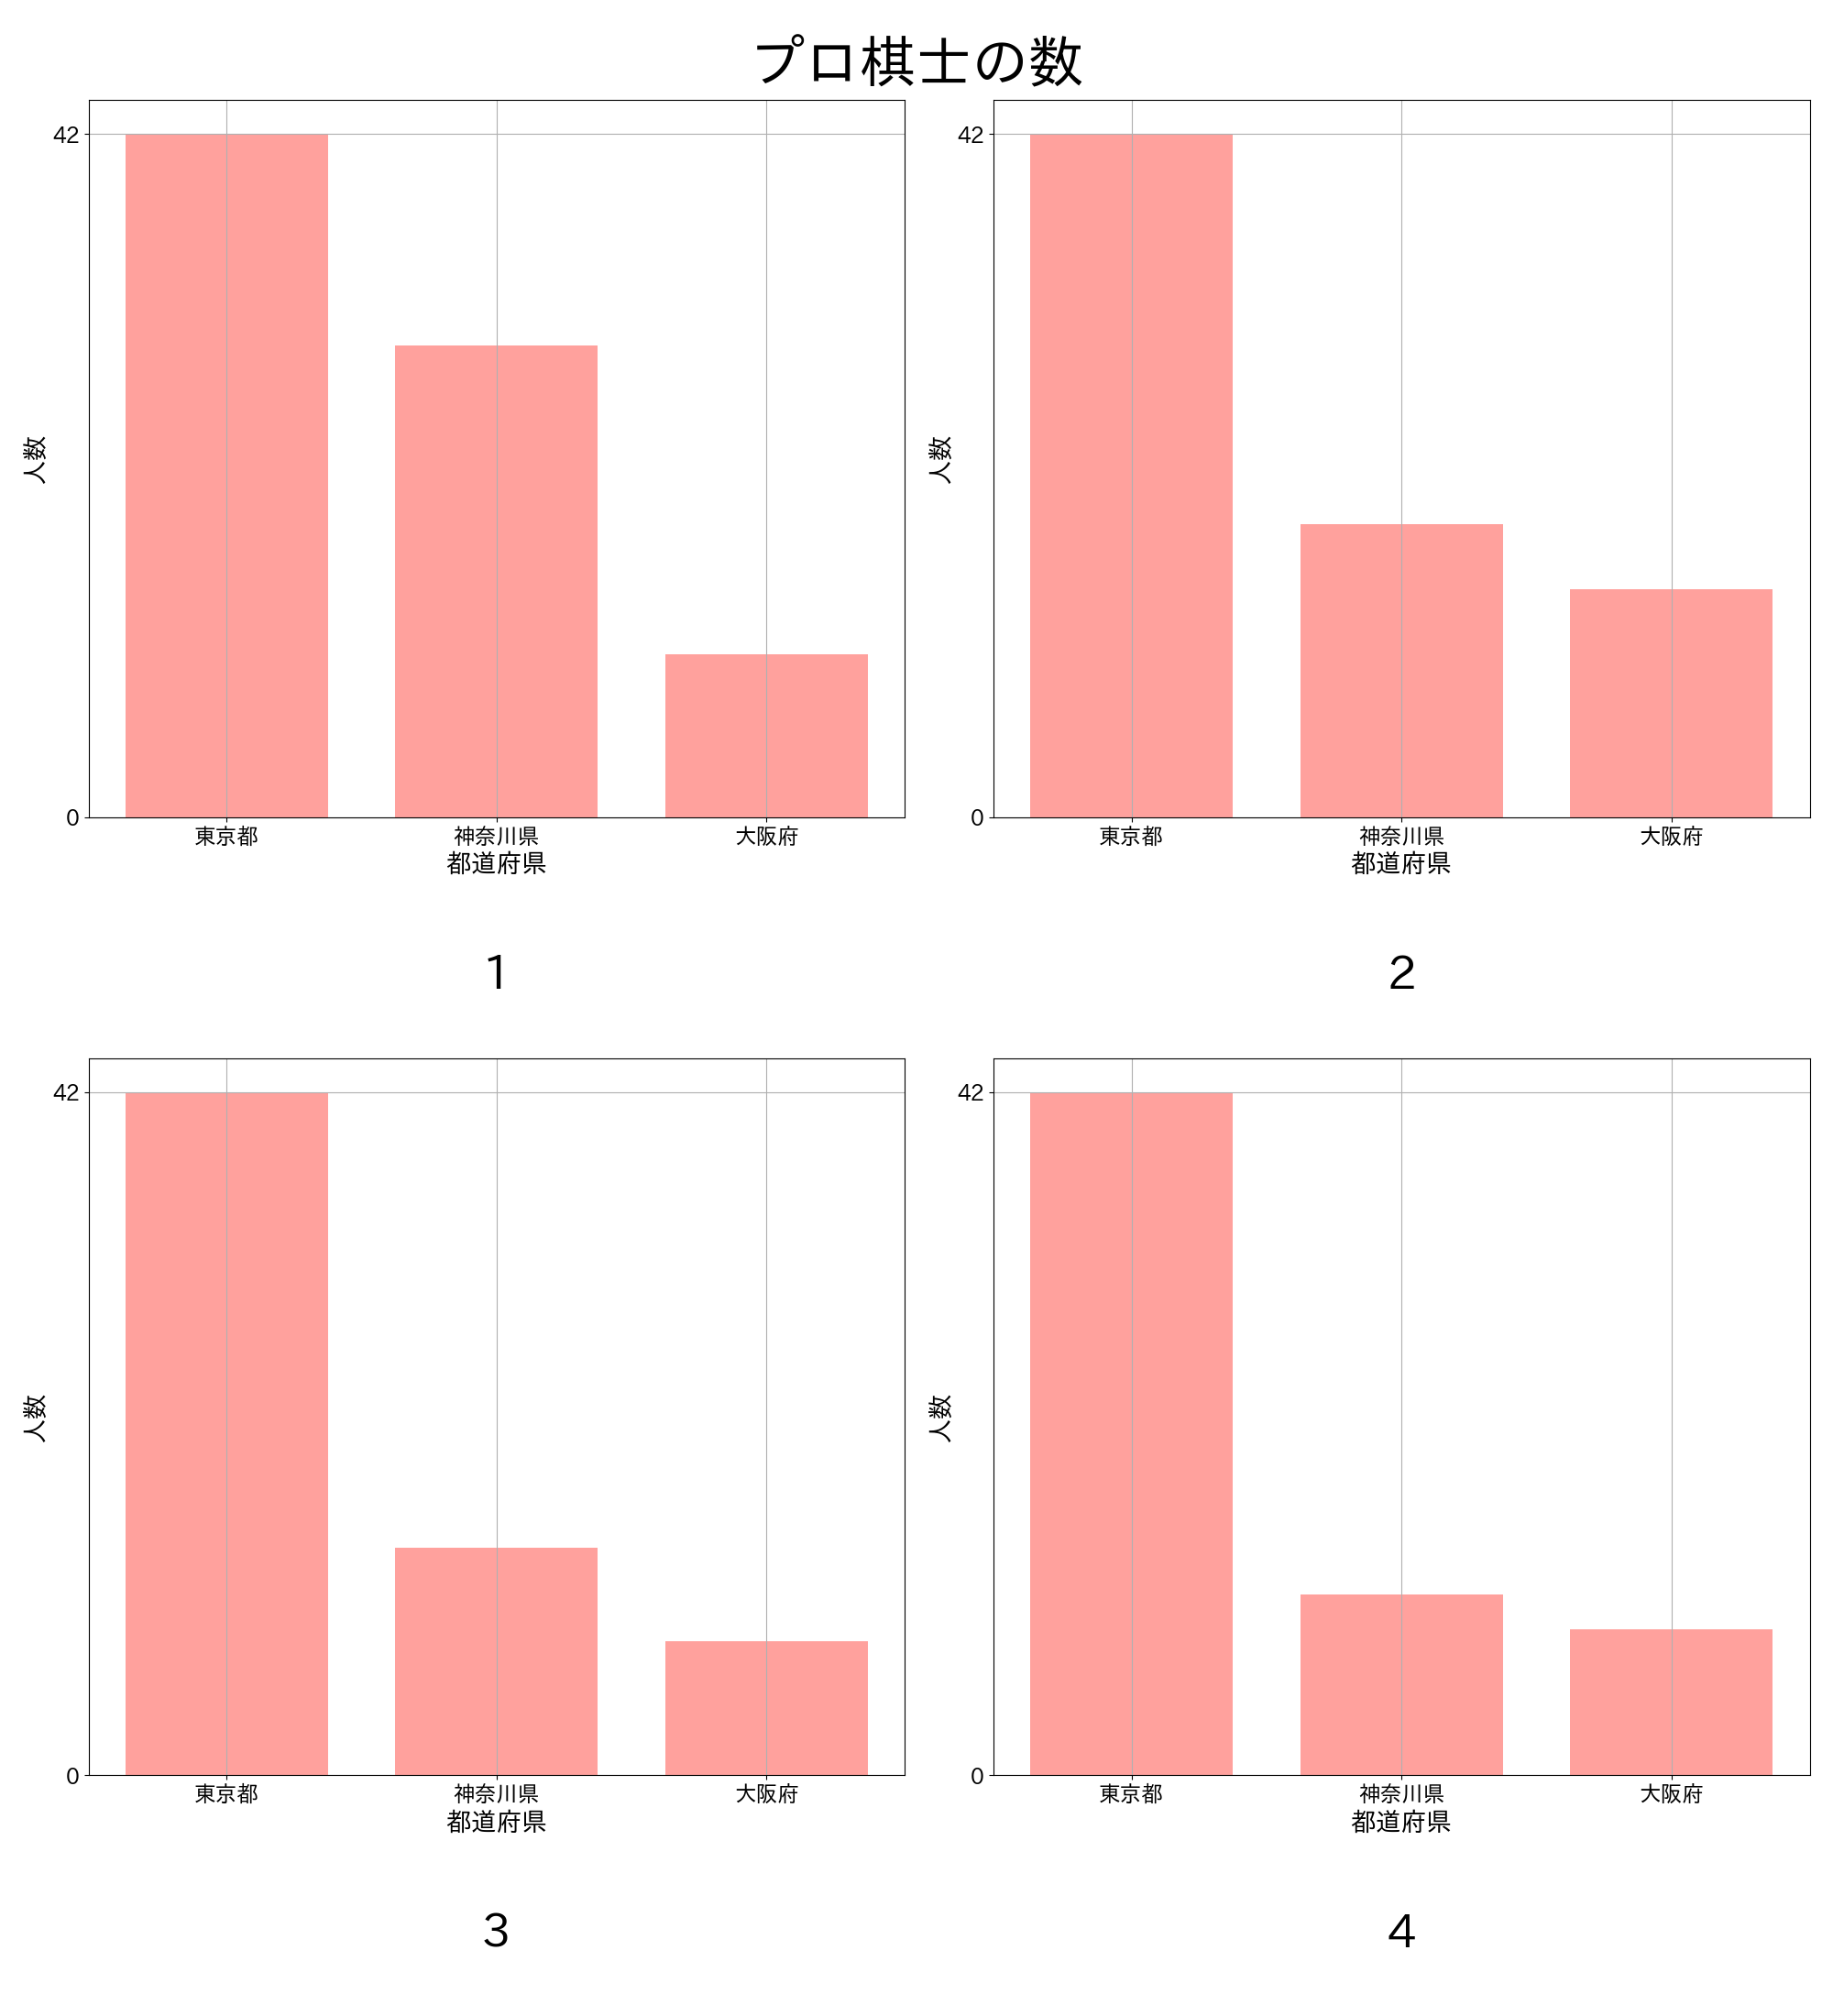 プロ棋士の数
42
人数
0
東京都 神奈川県 大阪府
都道府県
1
42
人数
0
東京都 神奈川県 大阪府
都道府県
2
42
人数
0
東京都 神奈川県 大阪府
都道府県
3
42
人数
0
東京都 神奈川県 大阪府
都道府県
4